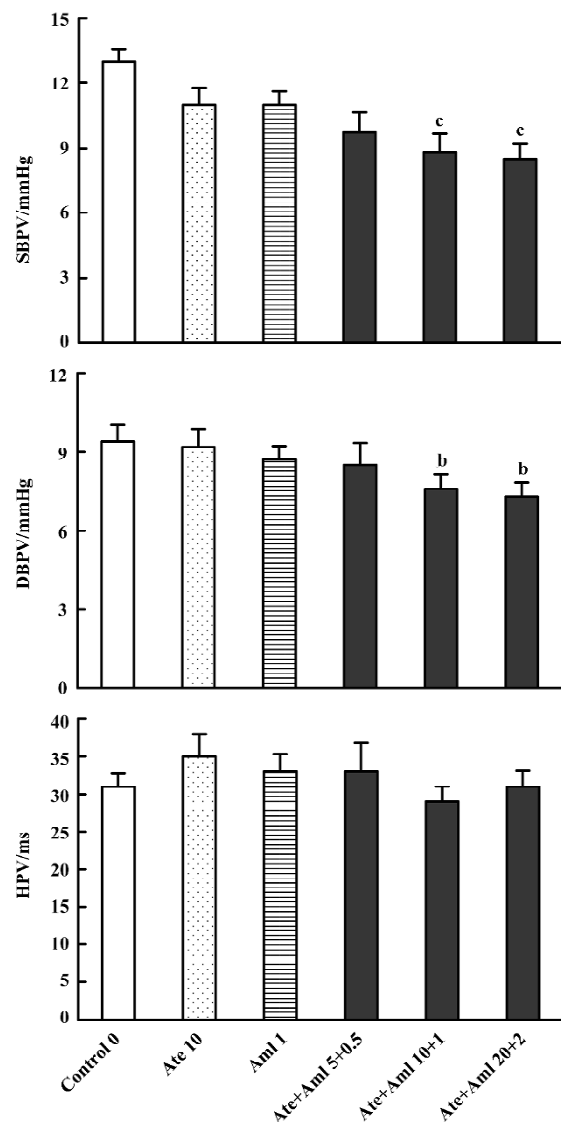 15
12
9
6
3
0
SBPV/mmHg
c
c
12
9
6
3
0
DBPV/mmHg
b
b
40
35
30
25
20
15
10
5
0
HPV/ms
Control 0
Ate 10
Aml 1
Ate+Aml 5+0.5
Ate+Aml 10+1
Ate+Aml 20+2